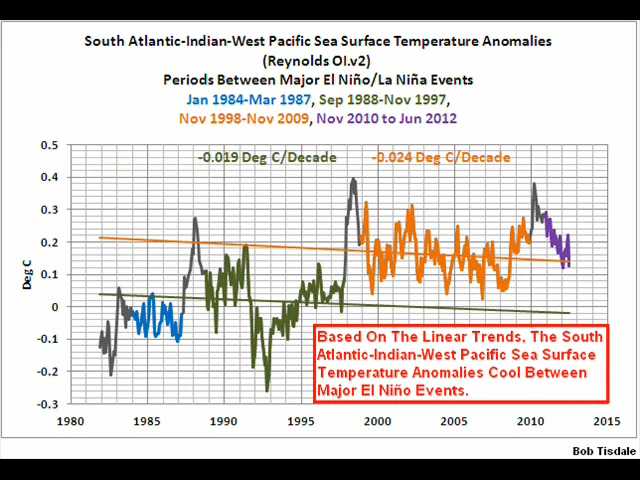 South Atlantic-Indian-West Pacific Sea Surface Temperature Anomalies
(Reynolds OI.v2)
Periods Between Major El Niño/La Niña Events
Jan 1984-Mar 1987, Sep 1988-Nov 1997,
Nov 1998-Nov 2009, Nov 2010 to Jun 2012
-0.019 Deg C/Decade
-0.024 Deg C/Decade
0.5
0.4
0.3
0.2
0.1
0
-0.1
-0.2
-0.3
Deg C
1980
1985
1990
1995
2000
2005
2010
2015
Based On The Linear Trends, The South
Atlantic-Indian-West Pacific Sea Surface
Temperature Anomalies Cool Between
Major El Niño Events.
Bob Tisdale